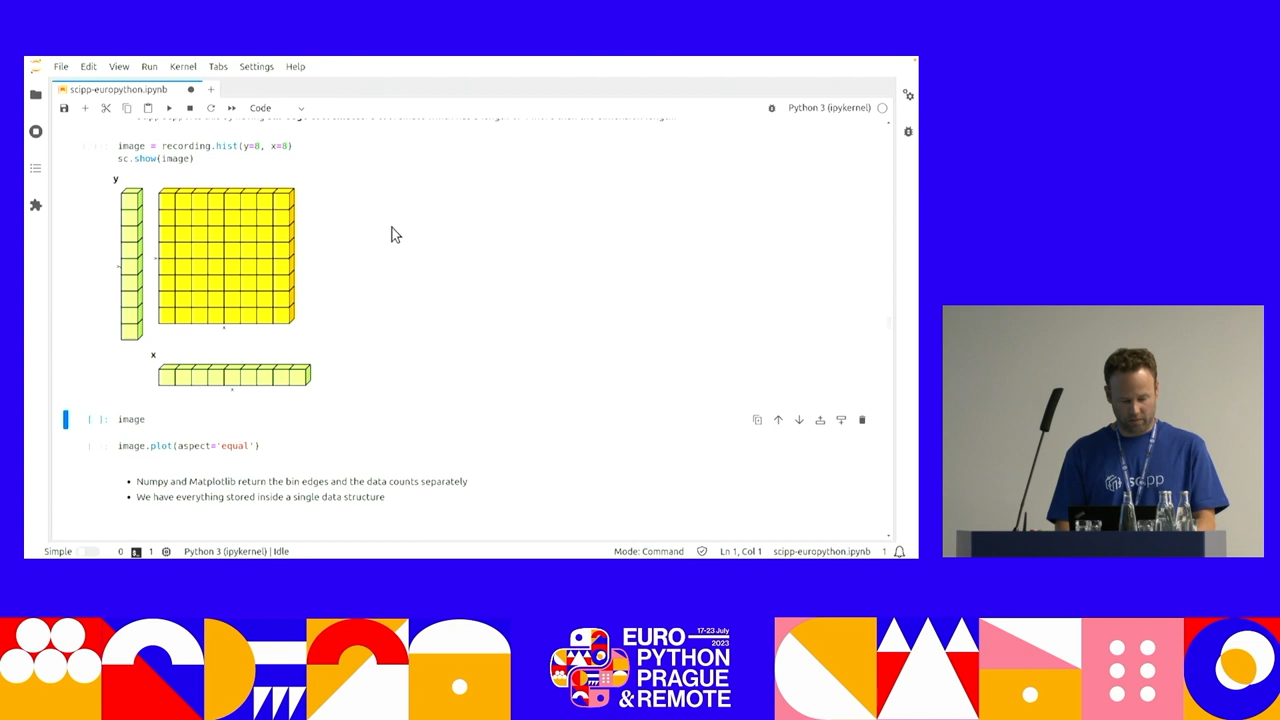 File Edit View Run Kernel Tabs Settings Help
scipp-europython.ipynb
Code
Python 3 (ipykernel)
image = recording.hist(y=8, x=8)
sc.show(image)
y
x
[ ]: image
image.plot(aspect='equal')
• Numpy and Matplotlib return the bin edges and the data counts separately
• We have everything stored inside a single data structure
Simple 0 1 Python 3 (ipykernel) | Idle Mode: Command Ln 1, Col 1 scipp-europython.ipynb 1
scipp
17-23 July
2023
EURO
PYTHON
PRAGUE
& REMOTE